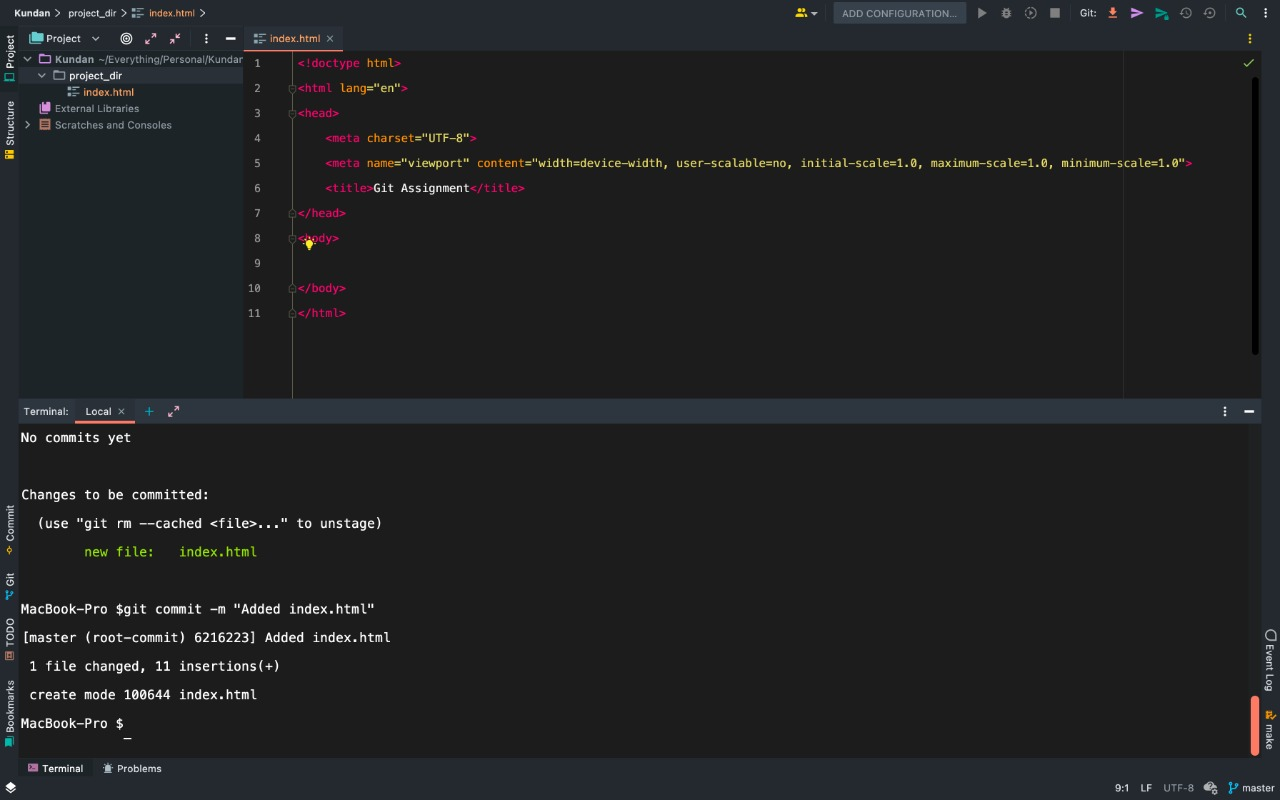 Kundan project_dir index.html
ADD CONFIGURATION...
Git:
Project
index.html
Kundan ~/Everything/Personal/Kundan
project_dir
index.html
External Libraries
Scratches and Consoles
Project
Structure
Commit
Git
TODO
Bookmarks
1 <!doctype html>
2 <html lang="en">
3 <head>
4 <meta charset="UTF-8">
5 <meta name="viewport" content="width=device-width, user-scalable=no, initial-scale=1.0, maximum-scale=1.0, minimum-scale=1.0">
6 <title>Git Assignment</title>
7 </head>
8 <body>
9
10 </body>
11 </html>
Terminal: Local
No commits yet
Changes to be committed:
(use "git rm --cached <file>..." to unstage)
new file: index.html
MacBook-Pro $git commit -m "Added index.html"
[master (root-commit) 6216223] Added index.html
1 file changed, 11 insertions(+)
create mode 100644 index.html
MacBook-Pro $
Event Log
make
Terminal Problems
9:1 LF UTF-8 master